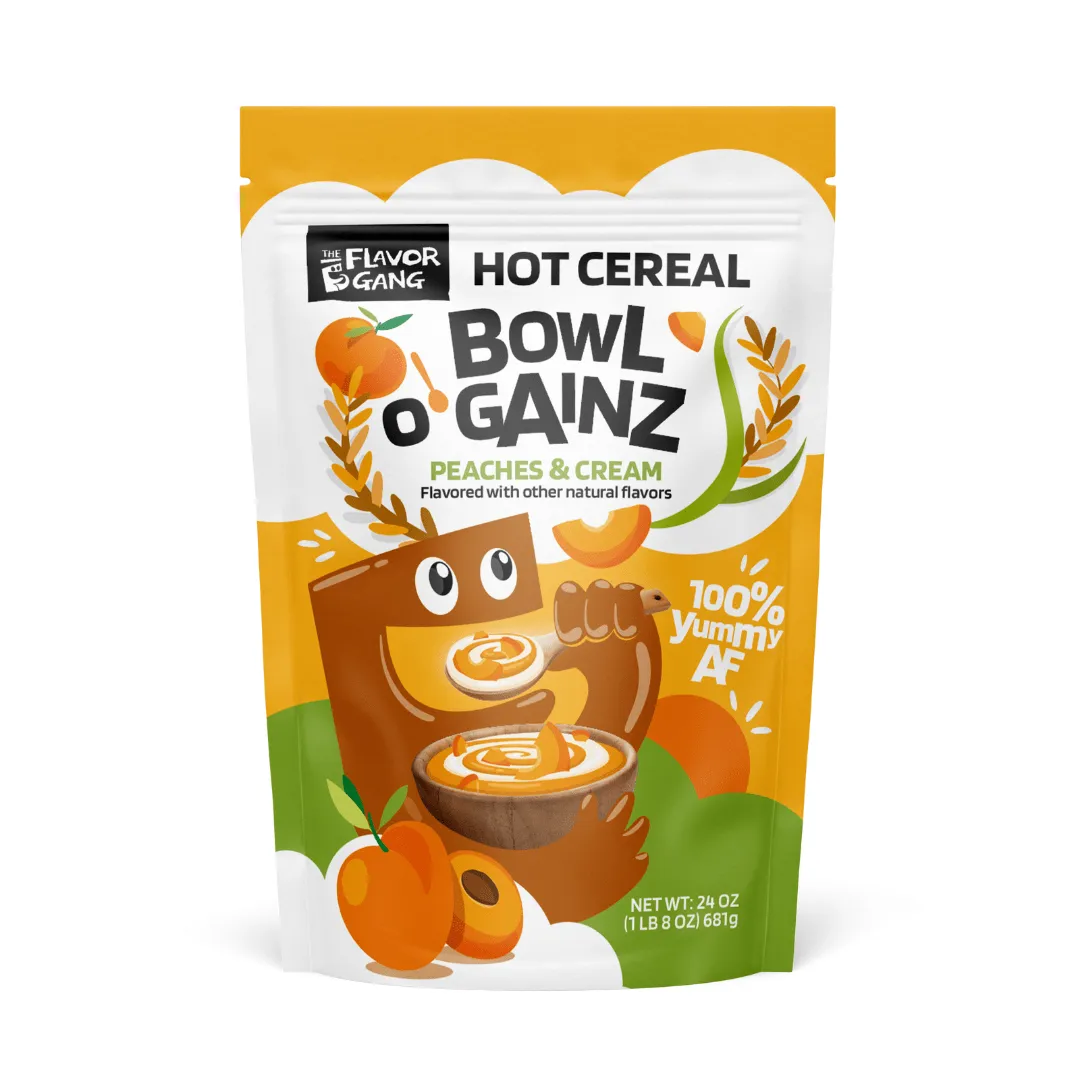 THE FLAVOR GANG
HOT CEREAL
BOWL
O' GAINZ
PEACHES & CREAM
Flavored with other natural flavors
100%
Yummy
AF
NET WT: 24 OZ
(1 LB 8 OZ) 681g